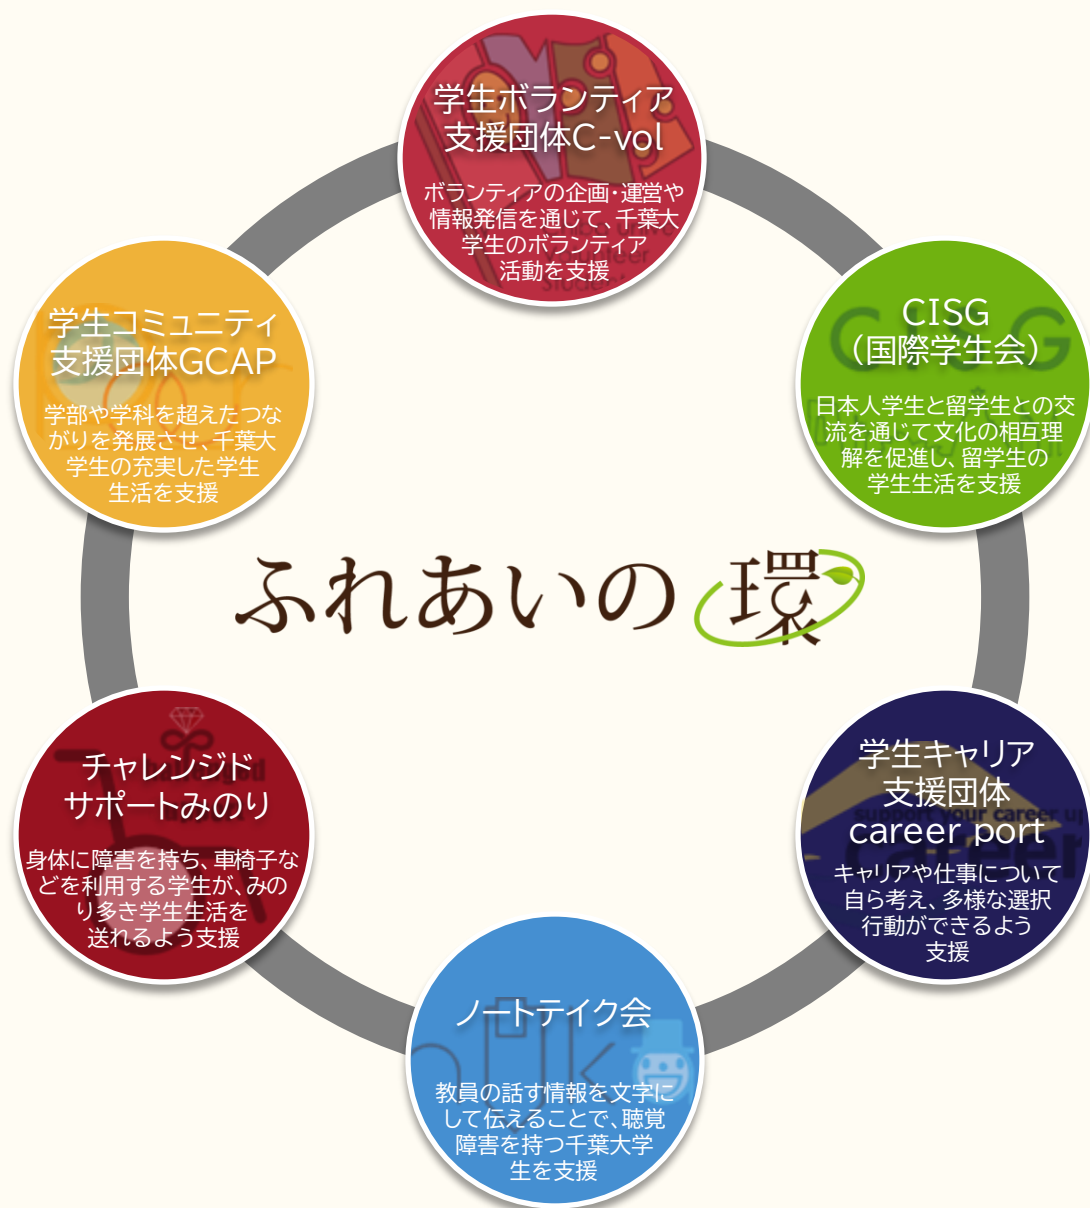 学生ボランティア
支援団体C-vol
ボランティアの企画・運営や
情報発信を通じて、千葉大
学生のボランティア
活動を支援
学生コミュニティ
支援団体GCAP
学部や学科を超えたつな
がりを発展させ、千葉大
学生の充実した学生
生活を支援
CISG
（国際学生会）
日本人学生と留学生との交
流を通じて文化の相互理
解を促進し、留学生の
学生生活を支援
ふれあいの環
チャレンジド
サポートみのり
身体に障害を持ち、車椅子な
どを利用する学生が、みの
り多き学生生活を
送れるよう支援
学生キャリア
支援団体
career port
キャリアや仕事について
自ら考え、多様な選択
行動ができるよう
支援
ノートテイク会
教員の話す情報を文字に
して伝えることで、聴覚
障害を持つ千葉大学
生を支援
CISG
support your career up
career